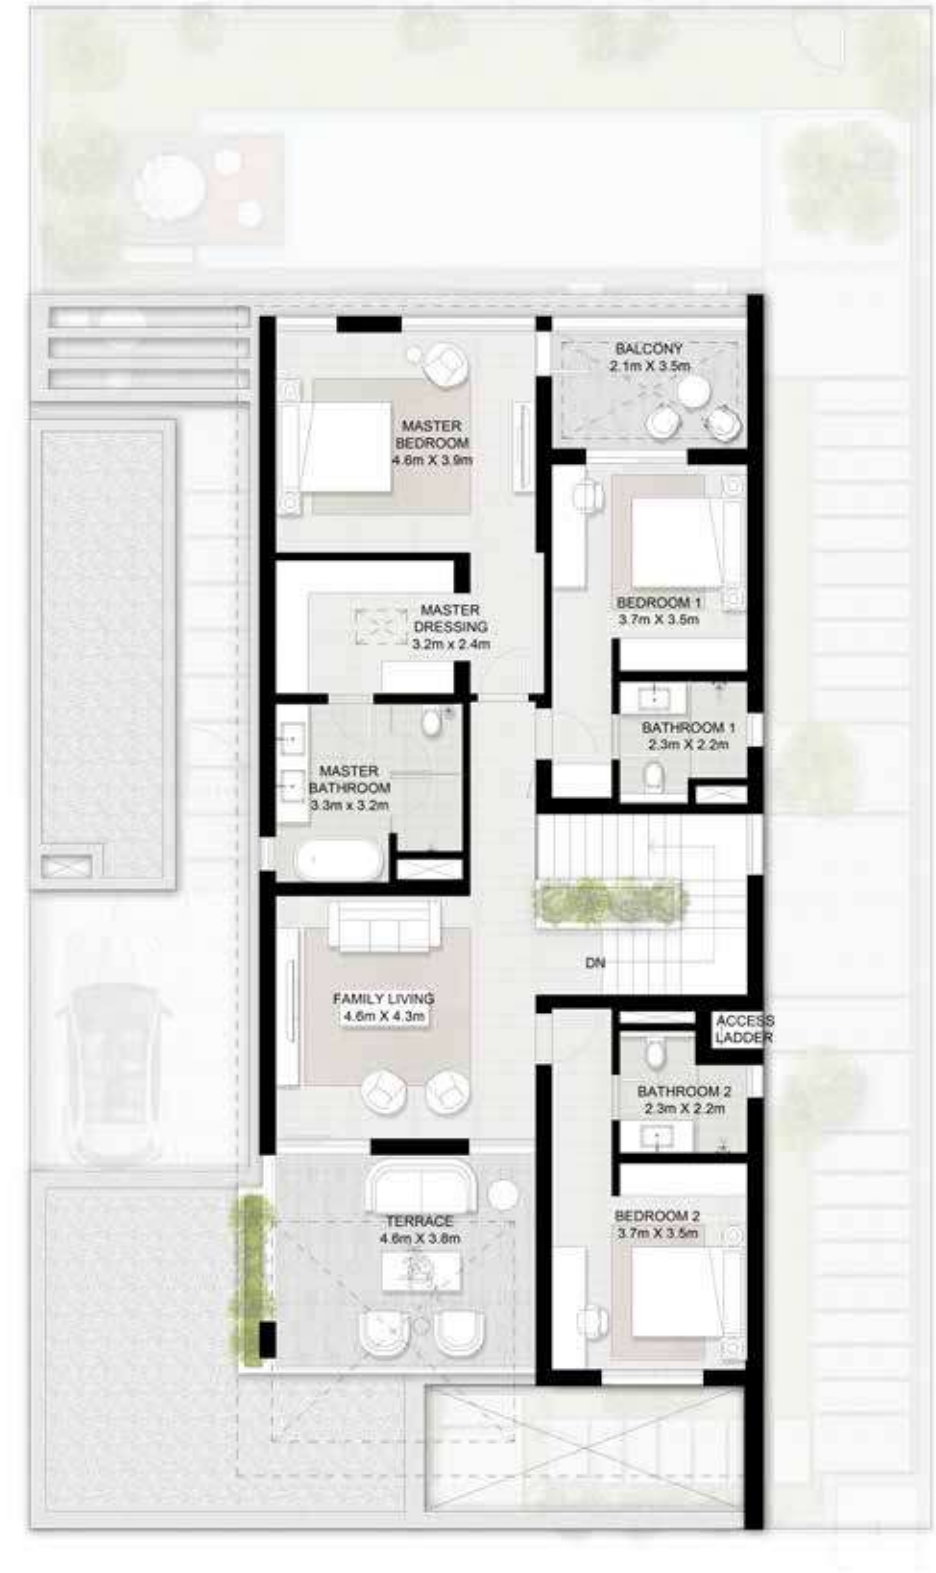 BALCONY
2.1m X 3.5m
MASTER
BEDROOM
4.6m X 3.9m
BEDROOM 1
3.7m X 3.5m
MASTER
DRESSING
3.2m x 2.4m
BATHROOM 1
2.3m X 2.2m
MASTER
BATHROOM
3.3m x 3.2m
DN
FAMILY LIVING
4.6m X 4.3m
ACCESS
LADDER
BATHROOM 2
2.3m X 2.2m
TERRACE
4.6m X 3.8m
BEDROOM 2
3.7m X 3.5m